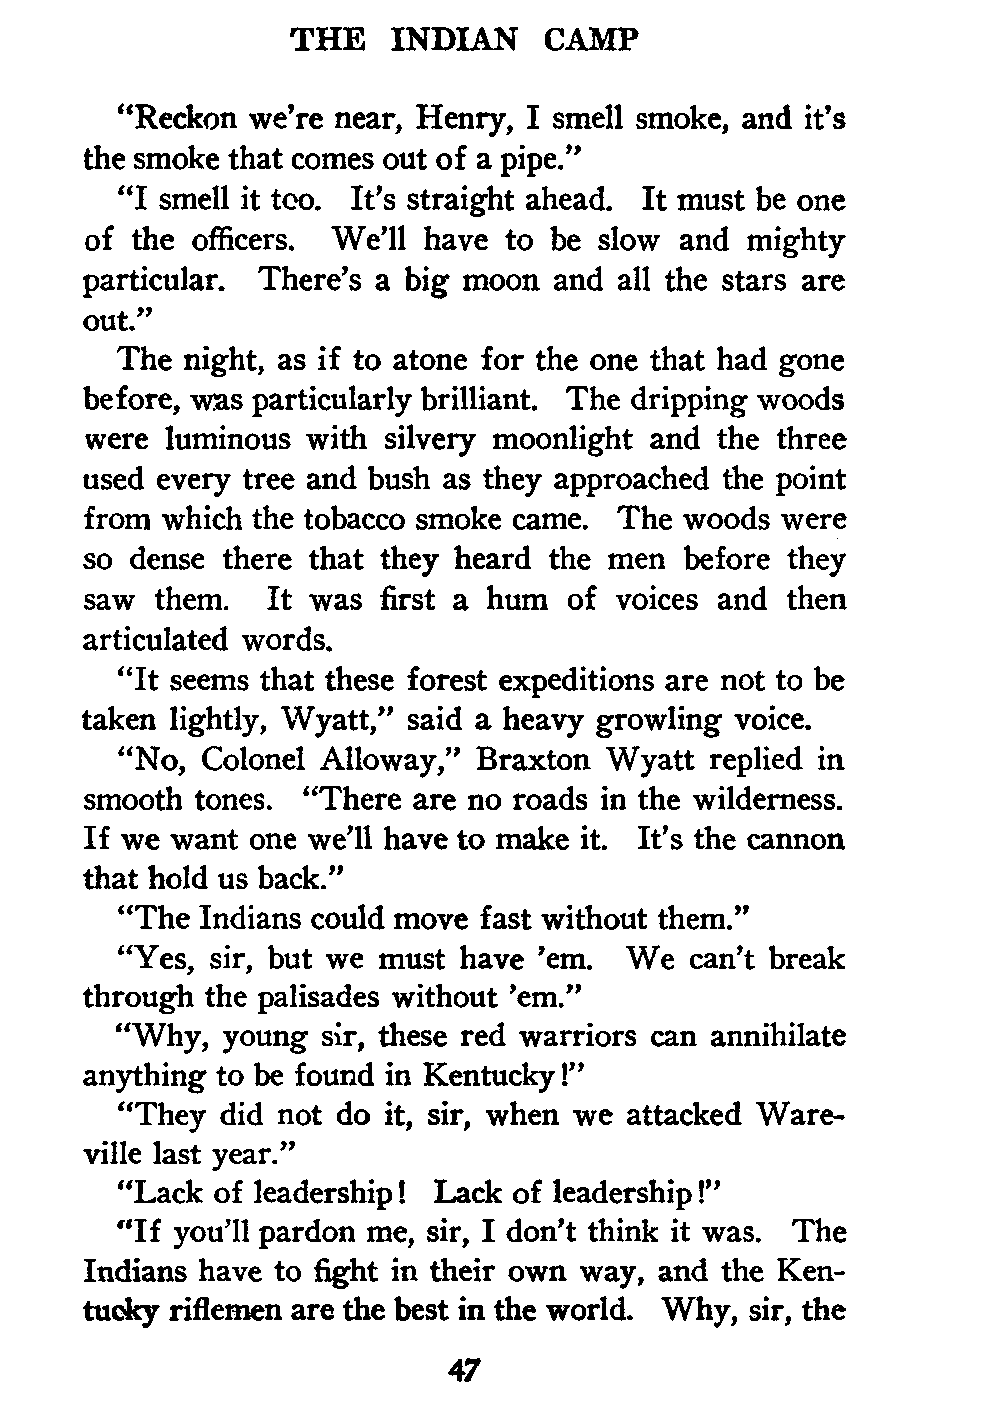 THE INDIAN CAMP
“Reckon we’re near, Henry, I smell smoke, and it’s
the smoke that comes out of a pipe.”
“I smell it too. It’s straight ahead. It must be one
of the officers. We’ll have to be slow and mighty
particular. There’s a big moon and all the stars are
out.”
The night, as if to atone for the one that had gone
before, was particularly brilliant. The dripping woods
were luminous with silvery moonlight and the three
used every tree and bush as they approached the point
from which the tobacco smoke came. The woods were
so dense there that they heard the men before they
saw them. It was first a hum of voices and then
articulated words.
“It seems that these forest expeditions are not to be
taken lightly, Wyatt,” said a heavy growling voice.
“No, Colonel Alloway,” Braxton Wyatt replied in
smooth tones. “There are no roads in the wilderness.
If we want one we’ll have to make it. It’s the cannon
that hold us back.”
“The Indians could move fast without them.”
“Yes, sir, but we must have ’em. We can’t break
through the palisades without ’em.”
“Why, young sir, these red warriors can annihilate
anything to be found in Kentucky!”
“They did not do it, sir, when we attacked Ware-
ville last year.”
“Lack of leadership! Lack of leadership!”
“If you’ll pardon me, sir, I don’t think it was. The
Indians have to fight in their own way, and the Ken-
tucky riflemen are the best in the world. Why, sir, the
47